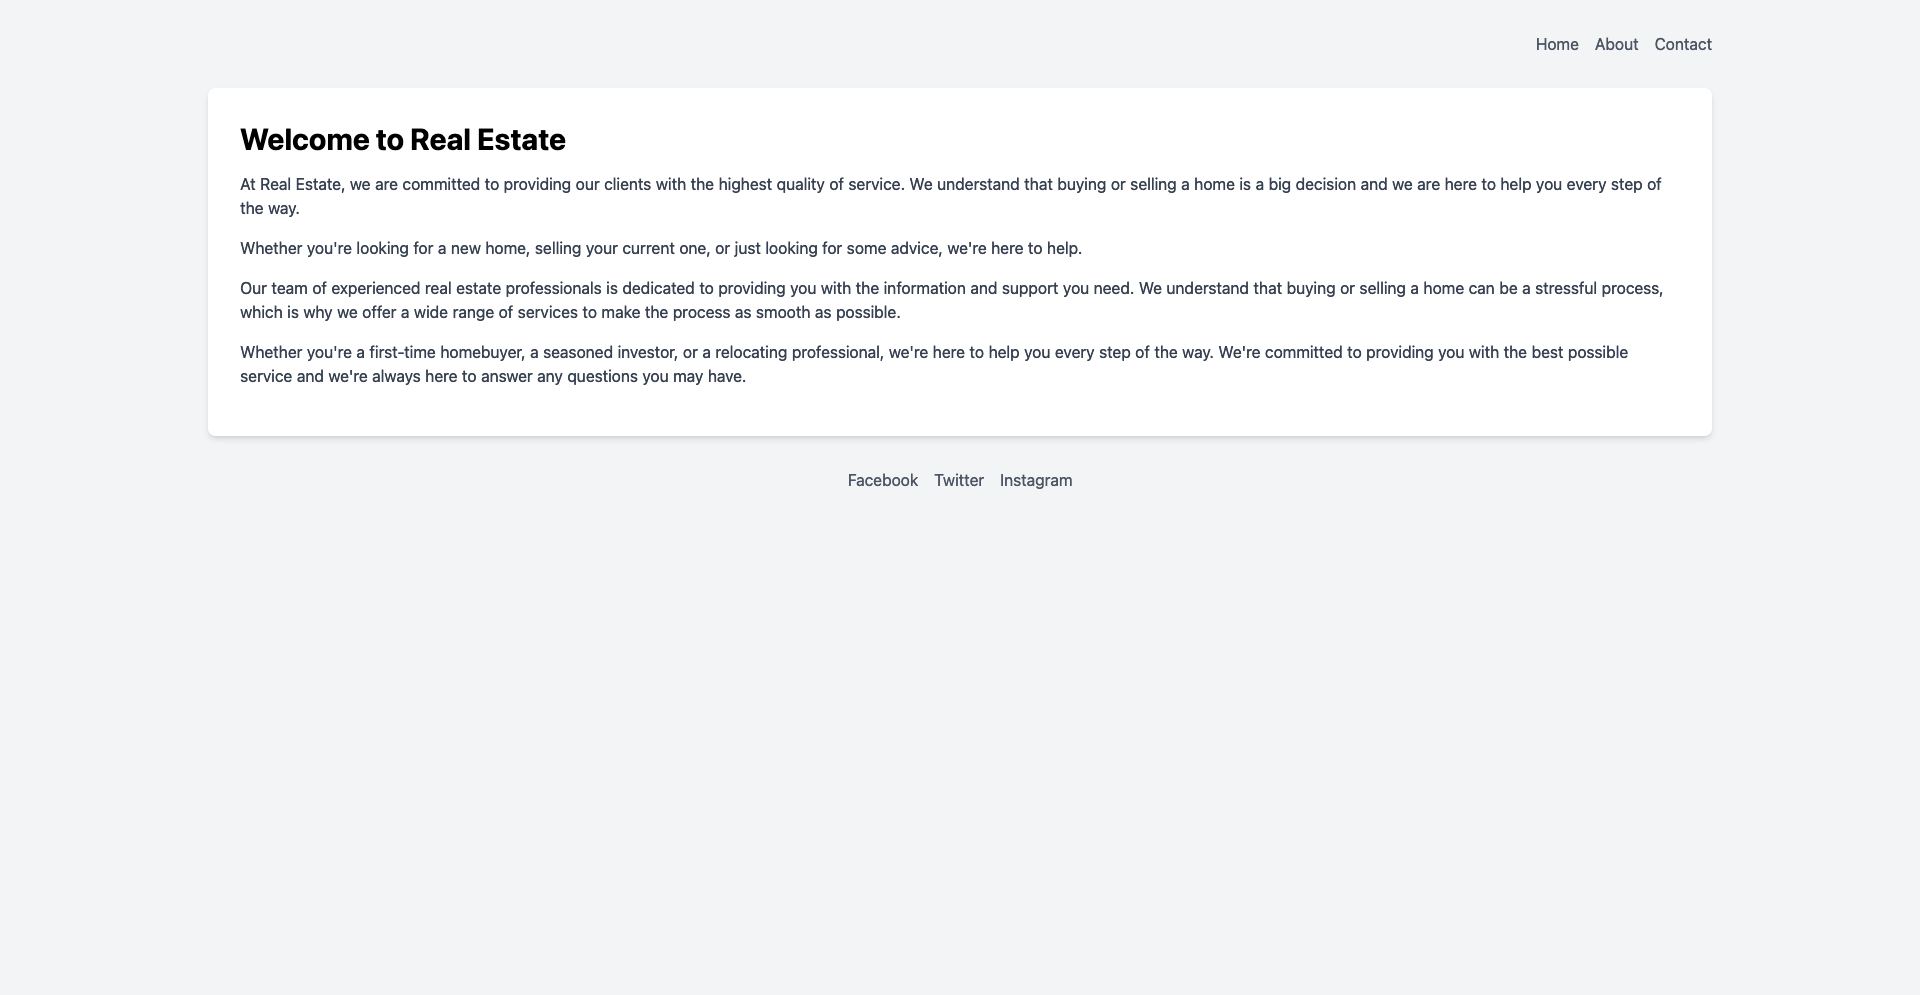 Home About Contact
Welcome to Real Estate
At Real Estate, we are committed to providing our clients with the highest quality of service. We understand that buying or selling a home is a big decision and we are here to help you every step of
the way.
Whether you're looking for a new home, selling your current one, or just looking for some advice, we're here to help.
Our team of experienced real estate professionals is dedicated to providing you with the information and support you need. We understand that buying or selling a home can be a stressful process,
which is why we offer a wide range of services to make the process as smooth as possible.
Whether you're a first-time homebuyer, a seasoned investor, or a relocating professional, we're here to help you every step of the way. We're committed to providing you with the best possible
service and we're always here to answer any questions you may have.
Facebook Twitter Instagram